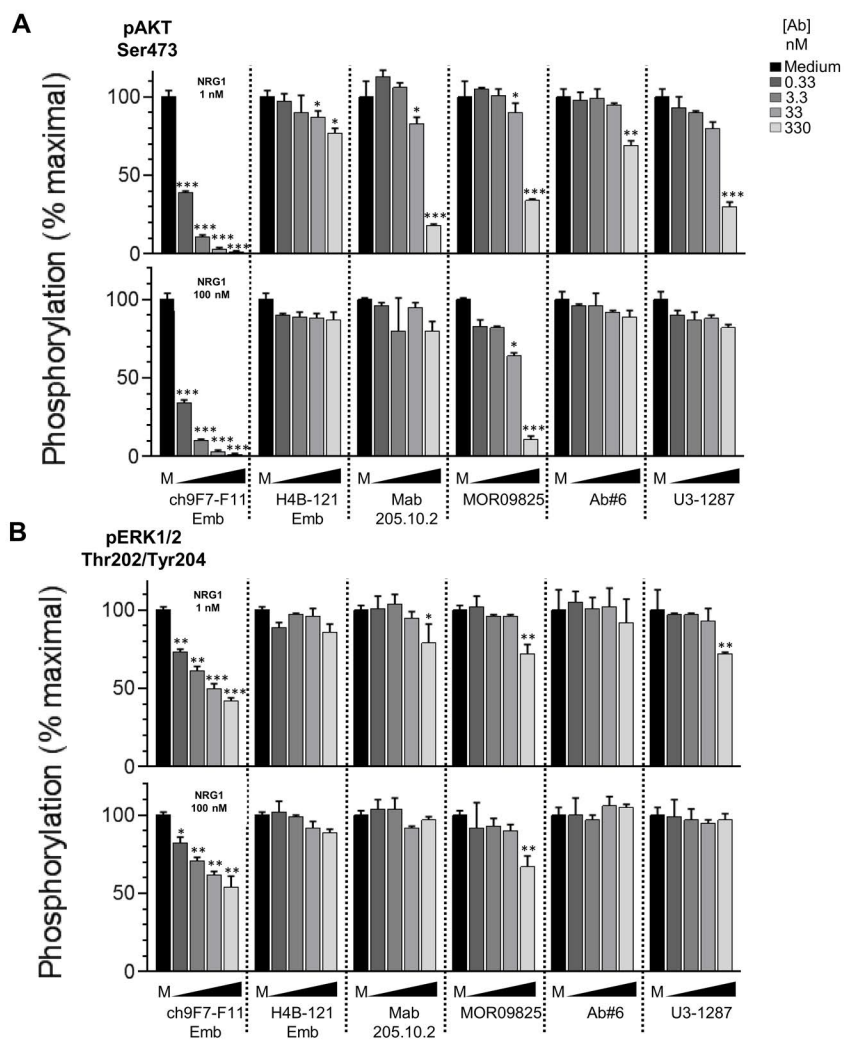 A
pAKT
Ser473
[Ab]
nM
Medium
0.33
3.3
33
330
Phosphorylation (% maximal)
100
50
0
NRG1
1 nM
***
***
***
***
*
*
*
***
*
***
**
***
100
50
0
NRG1
100 nM
***
***
***
***
*
***
M M M M M M
ch9F7-F11 H4B-121 Mab MOR09825 Ab#6 U3-1287
Emb Emb 205.10.2
B
pERK1/2
Thr202/Tyr204
Phosphorylation (% maximal)
100
50
0
NRG1
1 nM
**
**
***
***
*
**
**
100
50
0
NRG1
100 nM
*
**
**
**
**
M M M M M M
ch9F7-F11 H4B-121 Mab MOR09825 Ab#6 U3-1287
Emb Emb 205.10.2